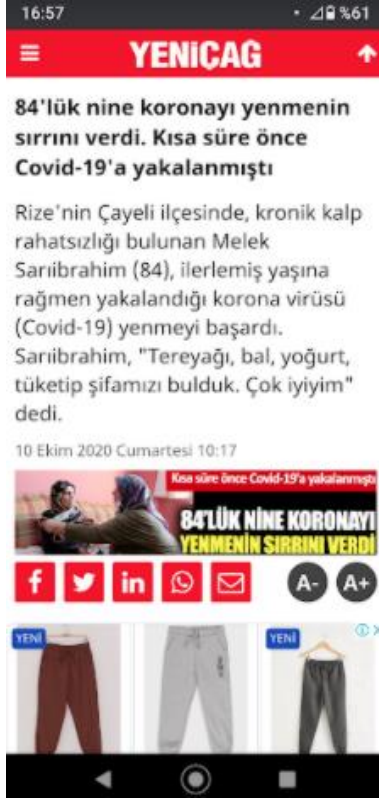 16:57
%61
YENİÇAĞ
84'lük nine koronayı yenmenin
sırrını verdi. Kısa süre önce
Covid-19'a yakalanmıştı
Rize'nin Çayeli ilçesinde, kronik kalp
rahatsızlığı bulunan Melek
Sarıibrahim (84), ilerlemiş yaşına
rağmen yakalandığı korona virüsü
(Covid-19) yenmeyi başardı.
Sarıibrahim, "Tereyağı, bal, yoğurt,
tüketip şifamızı bulduk. Çok iyiyim"
dedi.
10 Ekim 2020 Cumartesi 10:17
Kısa süre önce Covid-19'a yakalanmıştı
84'LÜK NİNE KORONAYI
YENMENİN SIRRINI VERDİ
A- A+
YENİ YENİ